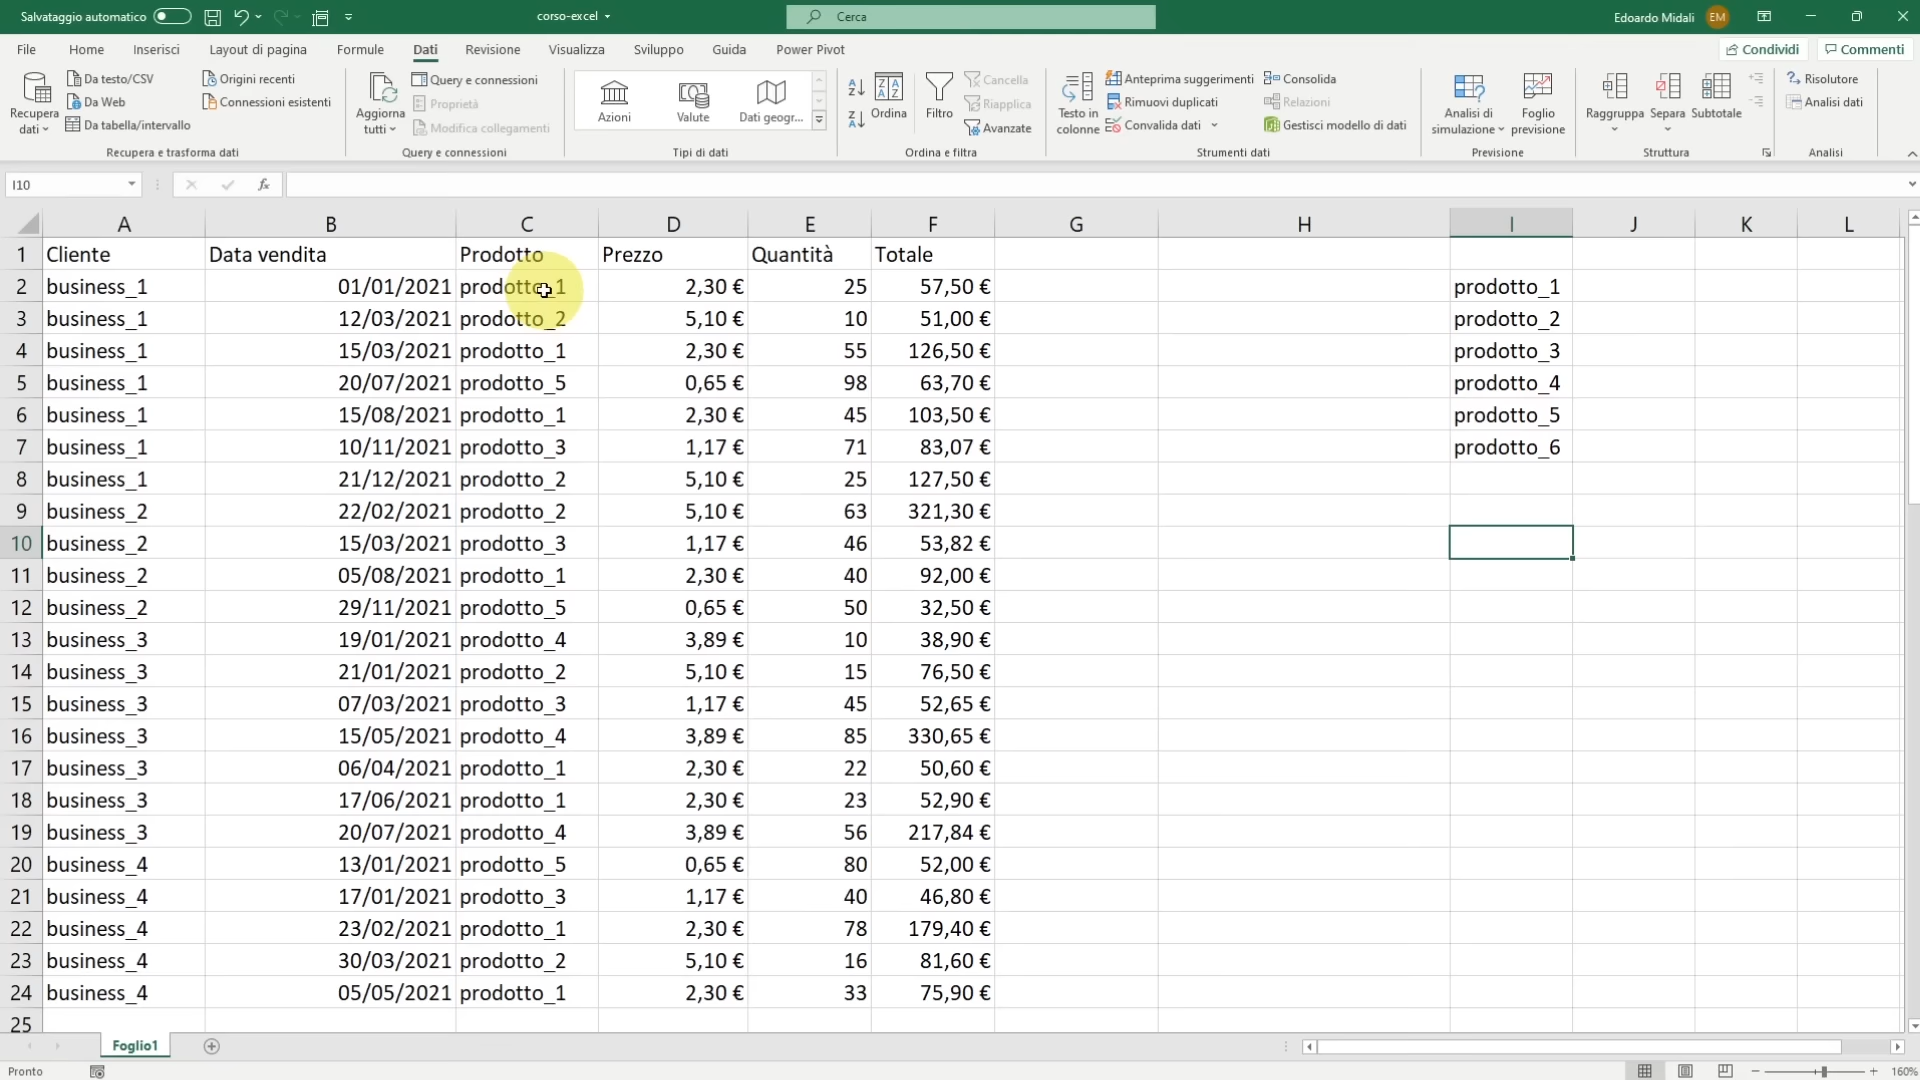 Salvataggio automatico
corso-excel
Cerca
Edoardo Midali EM
File Home Inserisci Layout di pagina Formule Dati Revisione Visualizza Sviluppo Guida Power Pivot Condividi Commenti
Recupera dati
Da testo/CSV
Da Web
Da tabella/intervallo
Origini recenti
Connessioni esistenti
Recupera e trasforma dati
Aggiorna tutti
Query e connessioni
Proprietà
Modifica collegamenti
Query e connessioni
Azioni Valute Dati geogr...
Tipi di dati
Ordina
Filtro
Cancella
Riapplica
Avanzate
Ordina e filtra
Testo in colonne
Anteprima suggerimenti
Rimuovi duplicati
Convalida dati
Consolida
Relazioni
Gestisci modello di dati
Strumenti dati
Analisi di simulazione
Foglio previsione
Previsione
Raggruppa Separa Subtotale
Struttura
Risolutore
Analisi dati
Analisi
I10 fx
A B C D E F G H I J K L
1 Cliente Data vendita Prodotto Prezzo Quantità Totale
2 business_1 01/01/2021 prodotto_1 2,30 € 25 57,50 € prodotto_1
3 business_1 12/03/2021 prodotto_2 5,10 € 10 51,00 € prodotto_2
4 business_1 15/03/2021 prodotto_1 2,30 € 55 126,50 € prodotto_3
5 business_1 20/07/2021 prodotto_5 0,65 € 98 63,70 € prodotto_4
6 business_1 15/08/2021 prodotto_1 2,30 € 45 103,50 € prodotto_5
7 business_1 10/11/2021 prodotto_3 1,17 € 71 83,07 € prodotto_6
8 business_1 21/12/2021 prodotto_2 5,10 € 25 127,50 €
9 business_2 22/02/2021 prodotto_2 5,10 € 63 321,30 €
10 business_2 15/03/2021 prodotto_3 1,17 € 46 53,82 €
11 business_2 05/08/2021 prodotto_1 2,30 € 40 92,00 €
12 business_2 29/11/2021 prodotto_5 0,65 € 50 32,50 €
13 business_3 19/01/2021 prodotto_4 3,89 € 10 38,90 €
14 business_3 21/01/2021 prodotto_2 5,10 € 15 76,50 €
15 business_3 07/03/2021 prodotto_3 1,17 € 45 52,65 €
16 business_3 15/05/2021 prodotto_4 3,89 € 85 330,65 €
17 business_3 06/04/2021 prodotto_1 2,30 € 22 50,60 €
18 business_3 17/06/2021 prodotto_1 2,30 € 23 52,90 €
19 business_3 20/07/2021 prodotto_4 3,89 € 56 217,84 €
20 business_4 13/01/2021 prodotto_5 0,65 € 80 52,00 €
21 business_4 17/01/2021 prodotto_3 1,17 € 40 46,80 €
22 business_4 23/02/2021 prodotto_1 2,30 € 78 179,40 €
23 business_4 30/03/2021 prodotto_2 5,10 € 16 81,60 €
24 business_4 05/05/2021 prodotto_1 2,30 € 33 75,90 €
25
Foglio1
Pronto
160%